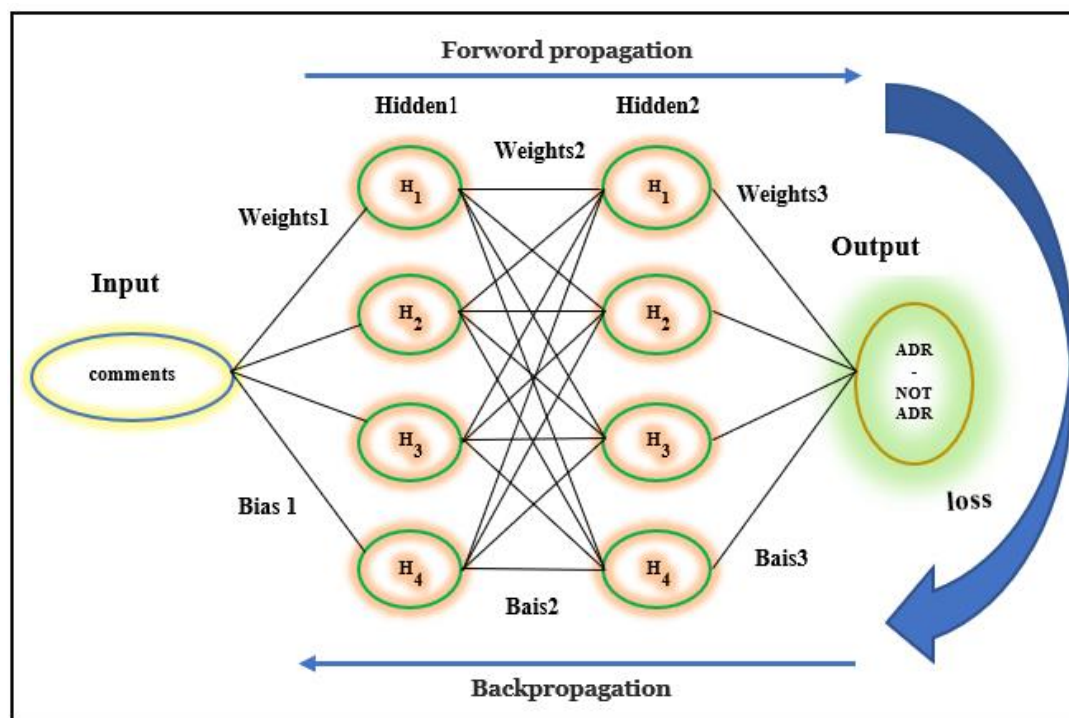 Forword propagation
Hidden1
Hidden2
Weights2
Weights1
Weights3
Input
Output
comments
H1
H2
H3
H4
H1
H2
H3
H4
ADR
-
NOT
ADR
loss
Bias 1
Bais2
Bais3
Backpropagation